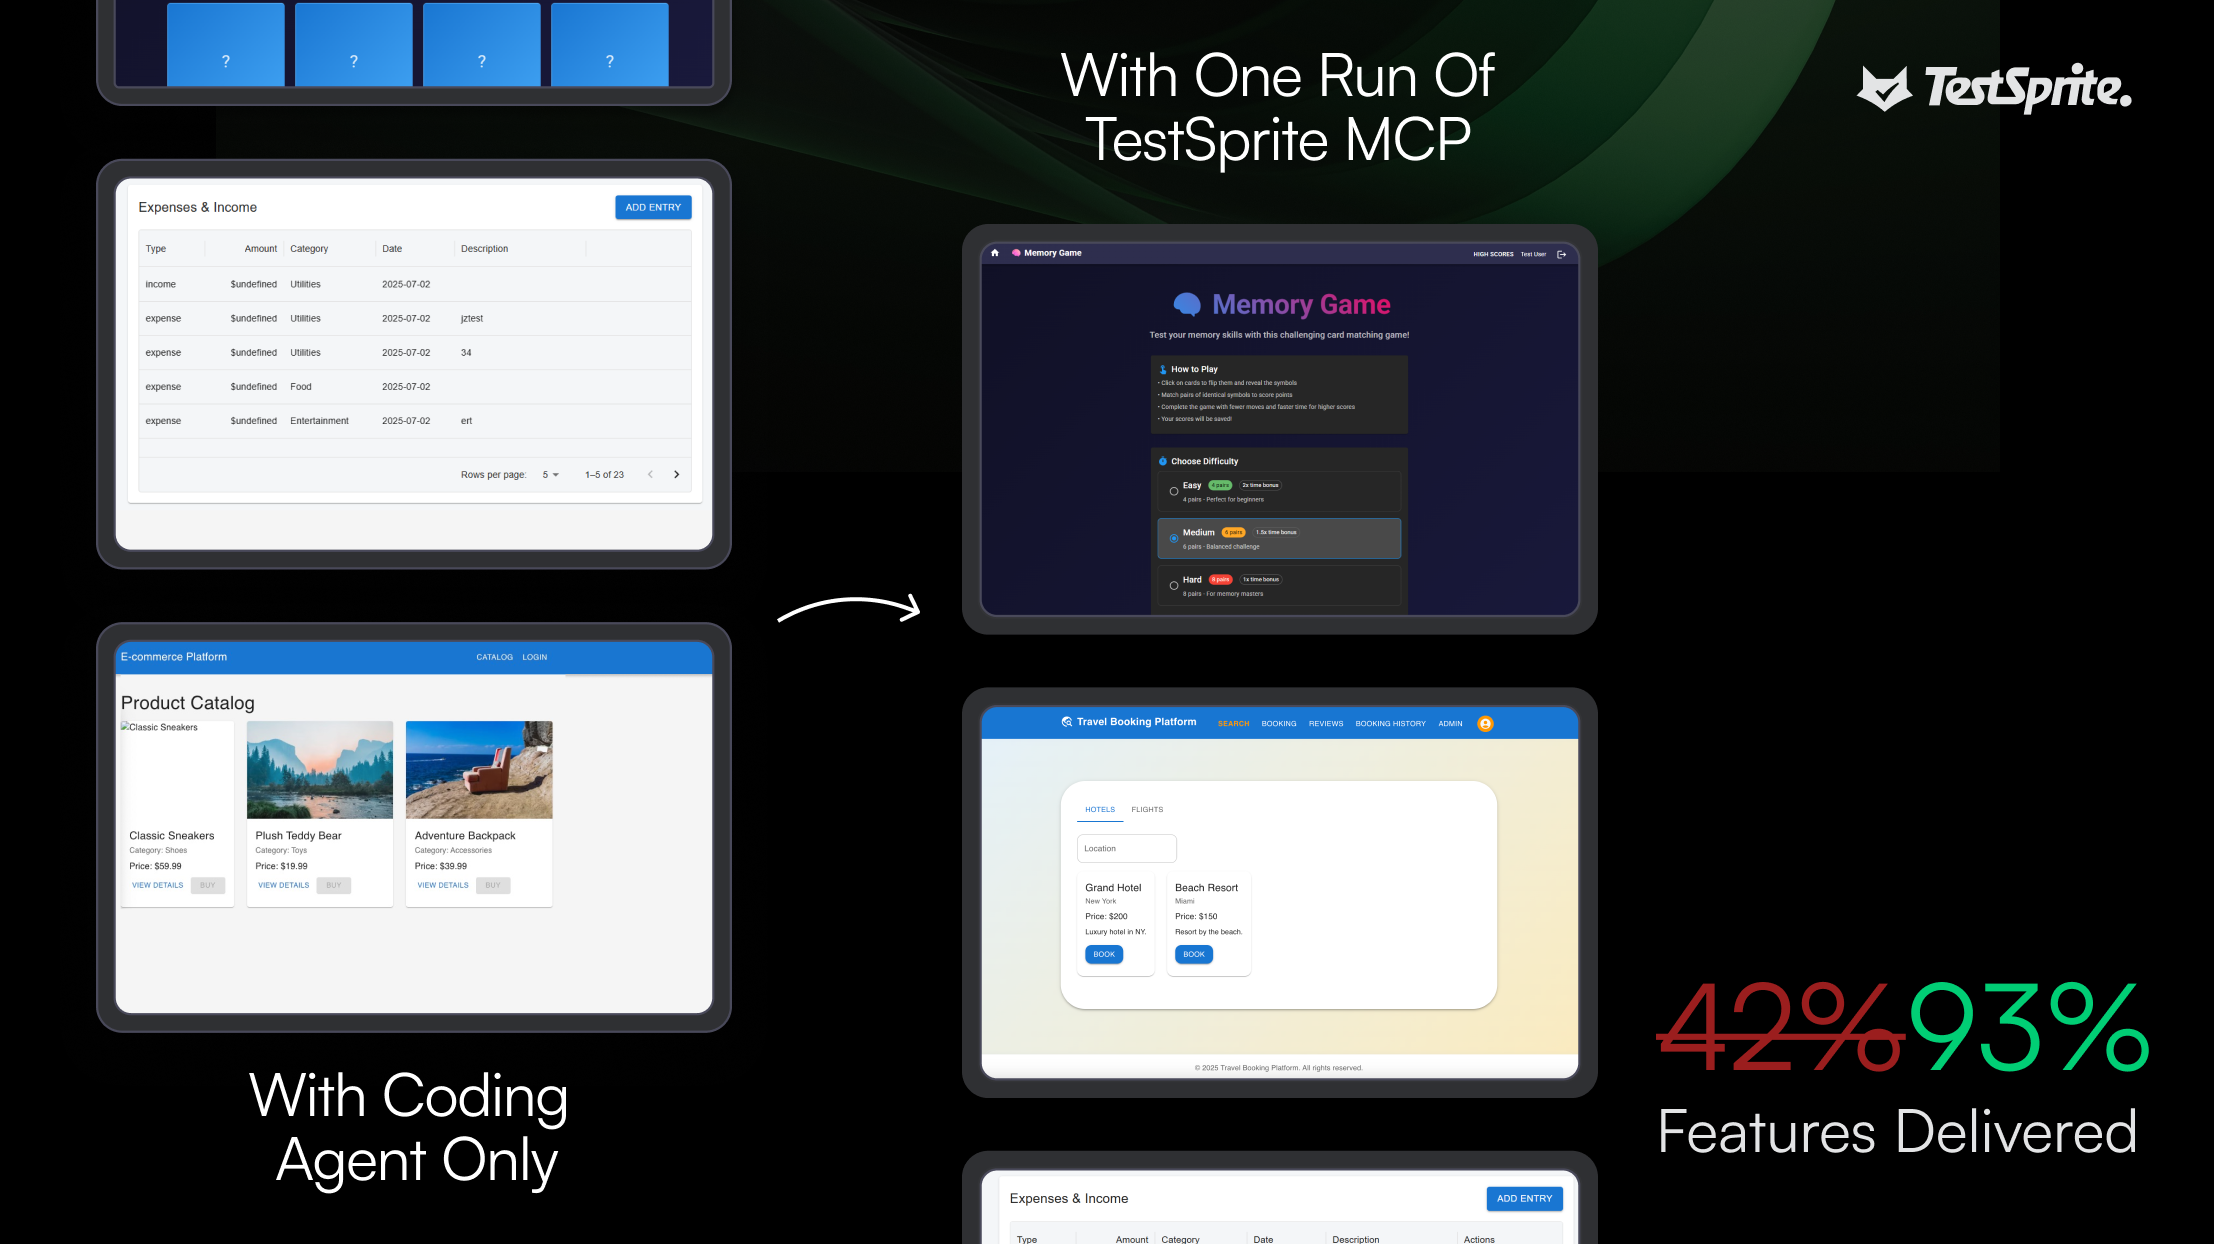 ? ? ? ?
Expenses & Income
ADD ENTRY
Type Amount Category Date Description
income $undefined Utilities 2025-07-02
expense $undefined Utilities 2025-07-02 jztest
expense $undefined Utilities 2025-07-02 34
expense $undefined Food 2025-07-02
expense $undefined Entertainment 2025-07-02 ert
Rows per page: 5 1–5 of 23
E-commerce Platform
CATALOG LOGIN
Product Catalog
Classic Sneakers
Classic Sneakers
Category: Shoes
Price: $59.99
VIEW DETAILS BUY
Plush Teddy Bear
Category: Toys
Price: $19.99
VIEW DETAILS BUY
Adventure Backpack
Category: Accessories
Price: $39.99
VIEW DETAILS BUY
With Coding
Agent Only
With One Run Of
TestSprite MCP
TestSprite.
Memory Game
HIGH SCORES Test User
Memory Game
Test your memory skills with this challenging card matching game!
How to Play
• Click on cards to flip them and reveal the symbols
• Match pairs of identical symbols to score points
• Complete the game with fewer moves and faster time for higher scores
• Your scores will be saved!
Choose Difficulty
Easy 4 pairs 2x time bonus
4 pairs - Perfect for beginners
Medium 6 pairs 1.5x time bonus
6 pairs - Balanced challenge
Hard 8 pairs 1x time bonus
8 pairs - For memory masters
Travel Booking Platform
SEARCH BOOKING REVIEWS BOOKING HISTORY ADMIN
HOTELS FLIGHTS
Location
Grand Hotel
New York
Price: $200
Luxury hotel in NY.
BOOK
Beach Resort
Miami
Price: $150
Resort by the beach.
BOOK
© 2025 Travel Booking Platform. All rights reserved.
Expenses & Income
ADD ENTRY
Type Amount Category Date Description Actions
42% 93%
Features Delivered